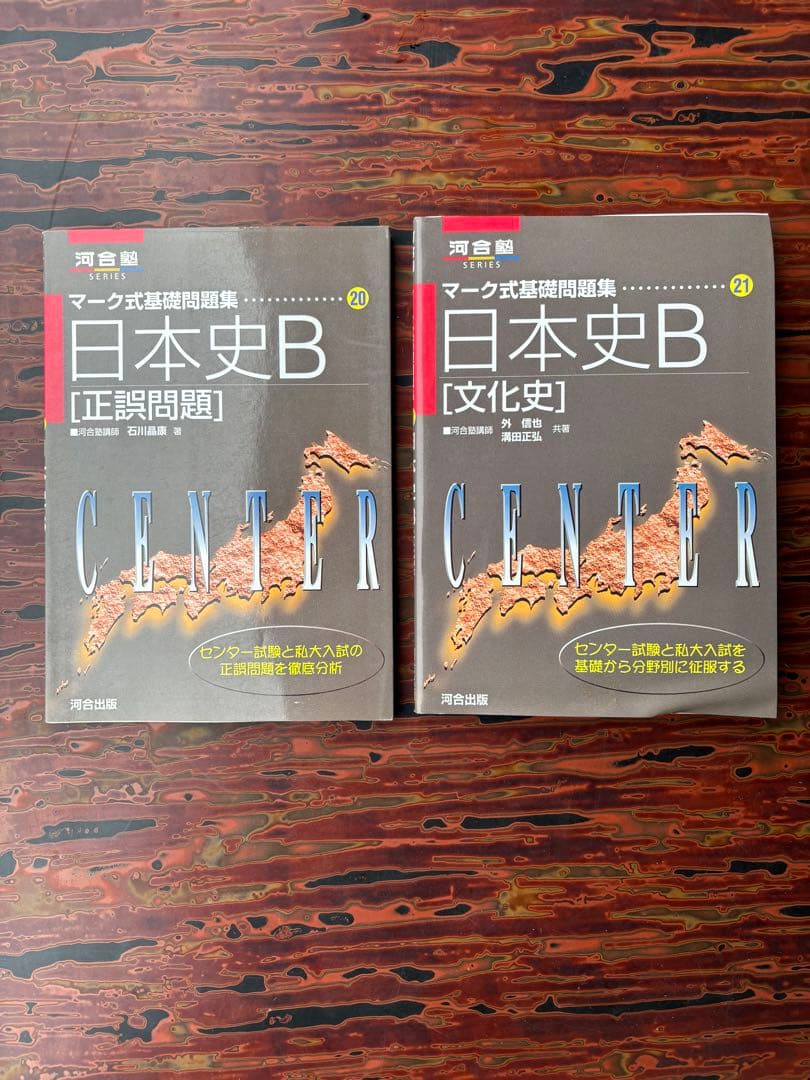 河合塾
SERIES
マーク式基礎問題集・・・・・・・・・・・・・20
日本史B
[正誤問題]
■河合塾講師 石川晶康 著
CENTER
センター試験と私大入試の
正誤問題を徹底分析
河合出版
河合塾
SERIES
マーク式基礎問題集・・・・・・・・・・・・・21
日本史B
[文化史]
■河合塾講師 外 信也 溝田正弘 共著
CENTER
センター試験と私大入試を
基礎から分野別に征服する
河合出版